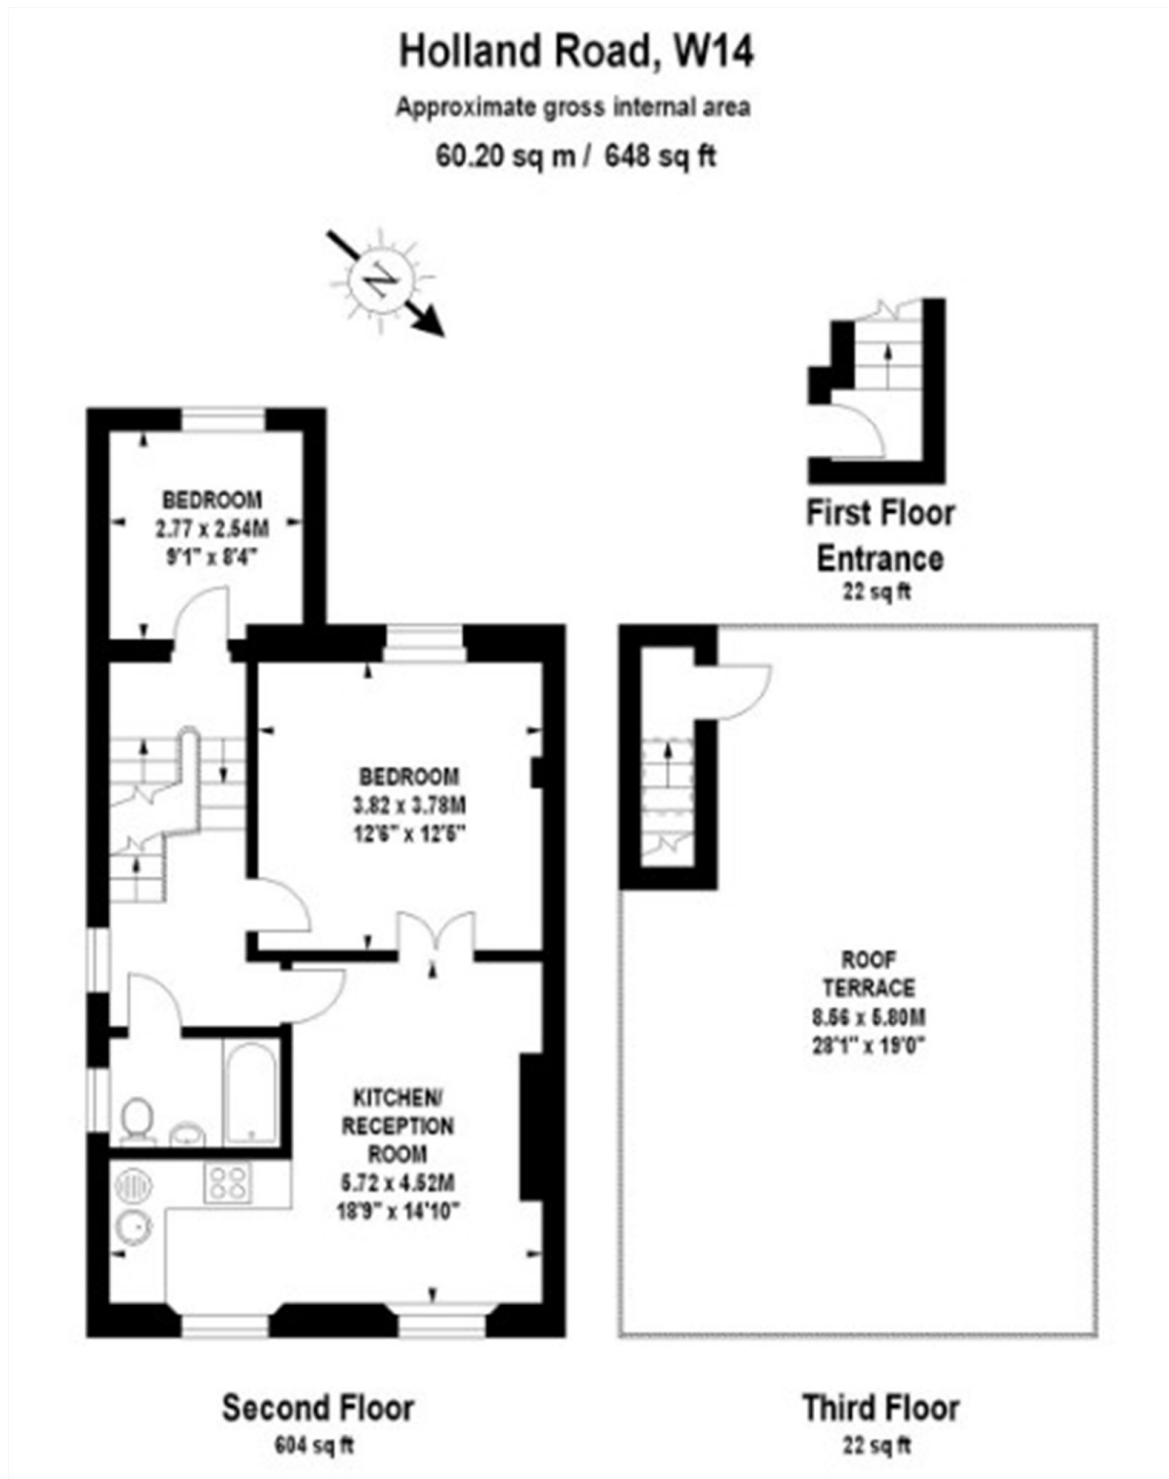 Holland Road, W14
Approximate gross internal area
60.20 sq m / 648 sq ft
N
BEDROOM
2.77 x 2.54M
9'1" x 8'4"
First Floor
Entrance
22 sq ft
BEDROOM
3.82 x 3.78M
12'6" x 12'5"
KITCHEN/
RECEPTION
ROOM
5.72 x 4.52M
18'9" x 14'10"
ROOF
TERRACE
8.56 x 5.80M
28'1" x 19'0"
Second Floor
604 sq ft
Third Floor
22 sq ft